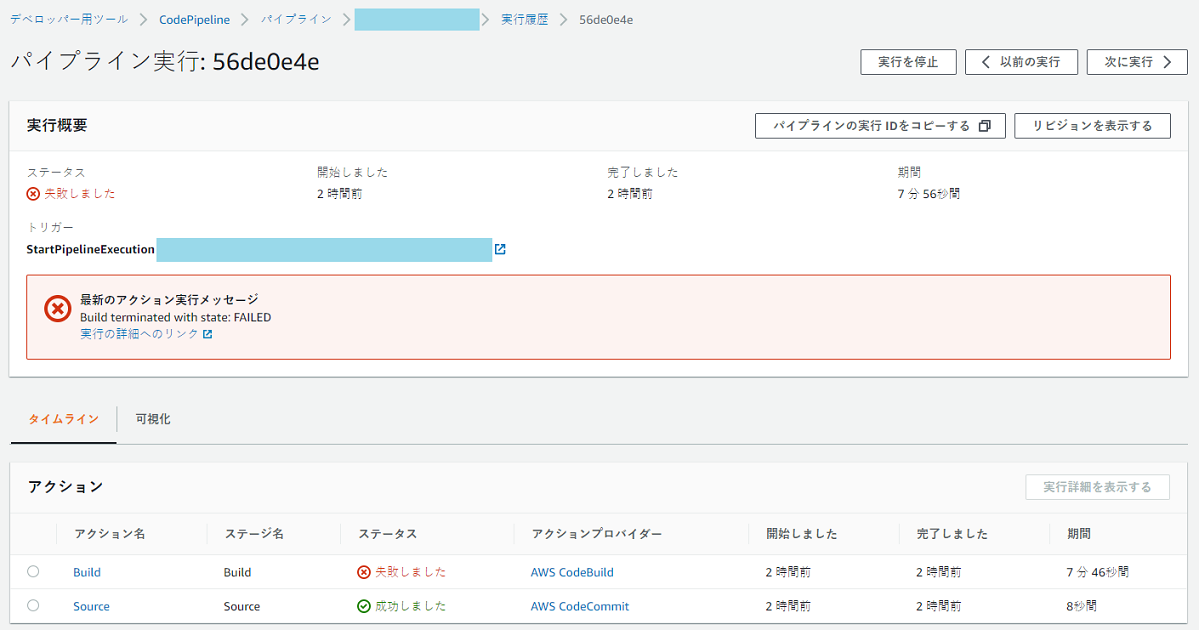 デベロッパー用ツール > CodePipeline > パイプライン > > 実行履歴 > 56de0e4e
パイプライン実行: 56de0e4e
実行を停止
以前の実行
次に実行
実行概要
パイプラインの実行 IDをコピーする
リビジョンを表示する
ステータス
失敗しました
開始しました
2 時間前
完了しました
2 時間前
期間
7 分 56秒間
トリガー
StartPipelineExecution
最新のアクション実行メッセージ
Build terminated with state: FAILED
実行の詳細へのリンク
タイムライン 可視化
アクション
実行詳細を表示する
アクション名 ステージ名 ステータス アクションプロバイダー 開始しました 完了しました 期間
Build Build 失敗しました AWS CodeBuild 2 時間前 2 時間前 7 分 46秒間
Source Source 成功しました AWS CodeCommit 2 時間前 2 時間前 8秒間